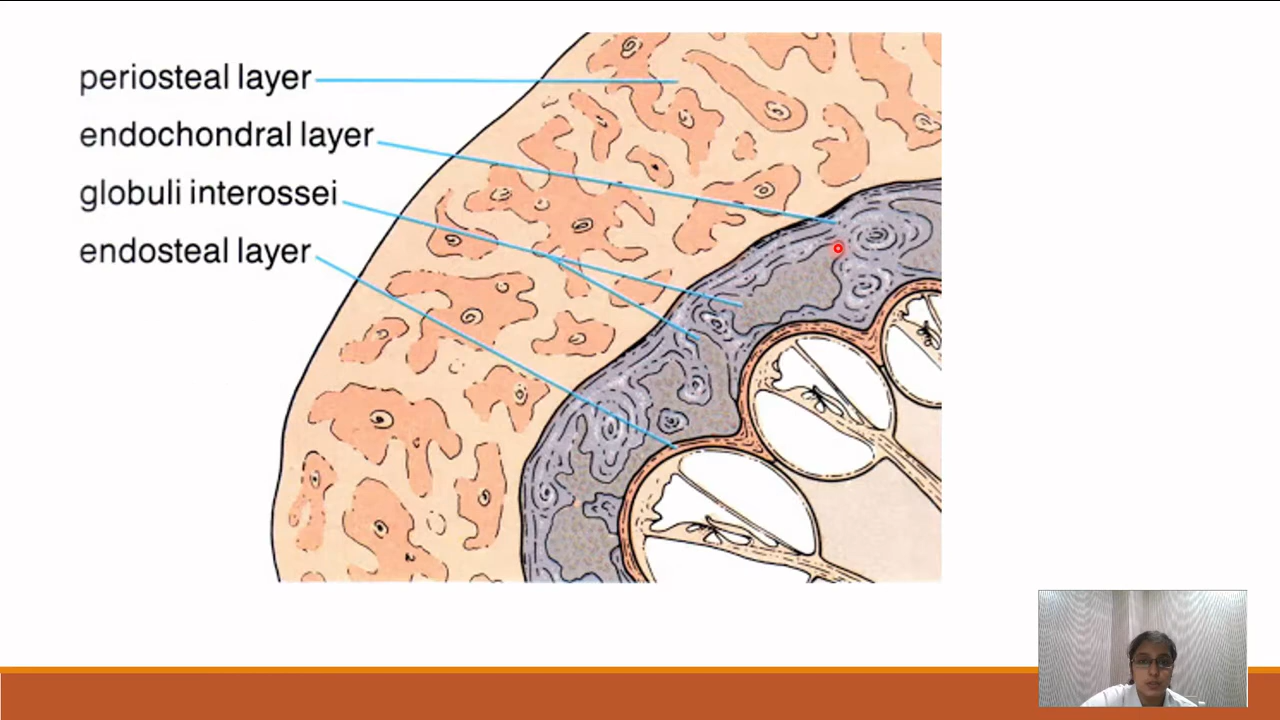 periosteal layer
endochondral layer
globuli interossei
endosteal layer